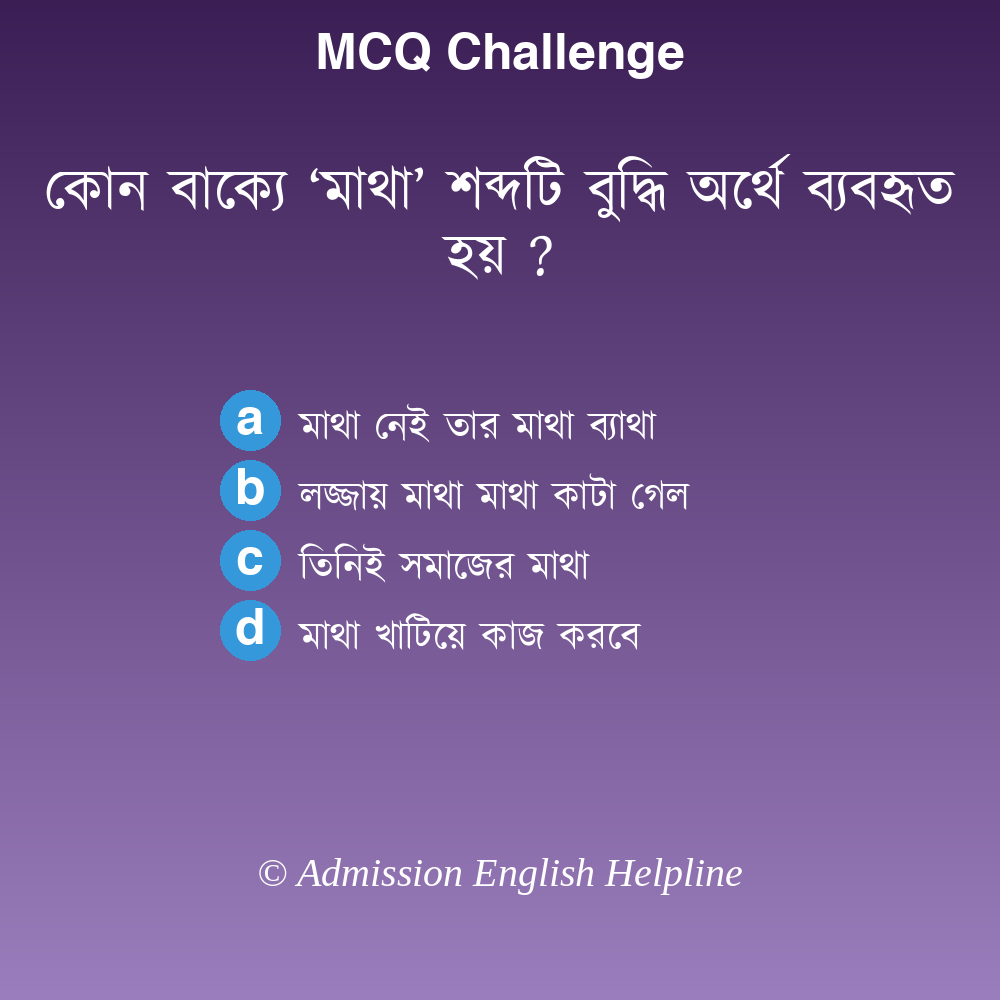 MCQ Challenge
কোন বাক্যে ‘মাথা’ শব্দটি বুদ্ধি অর্থে ব্যবহৃত
হয় ?
a মাথা নেই তার মাথা ব্যাথা
b লজ্জায় মাথা মাথা কাটা গেল
c তিনিই সমাজের মাথা
d মাথা খাটিয়ে কাজ করবে
© Admission English Helpline